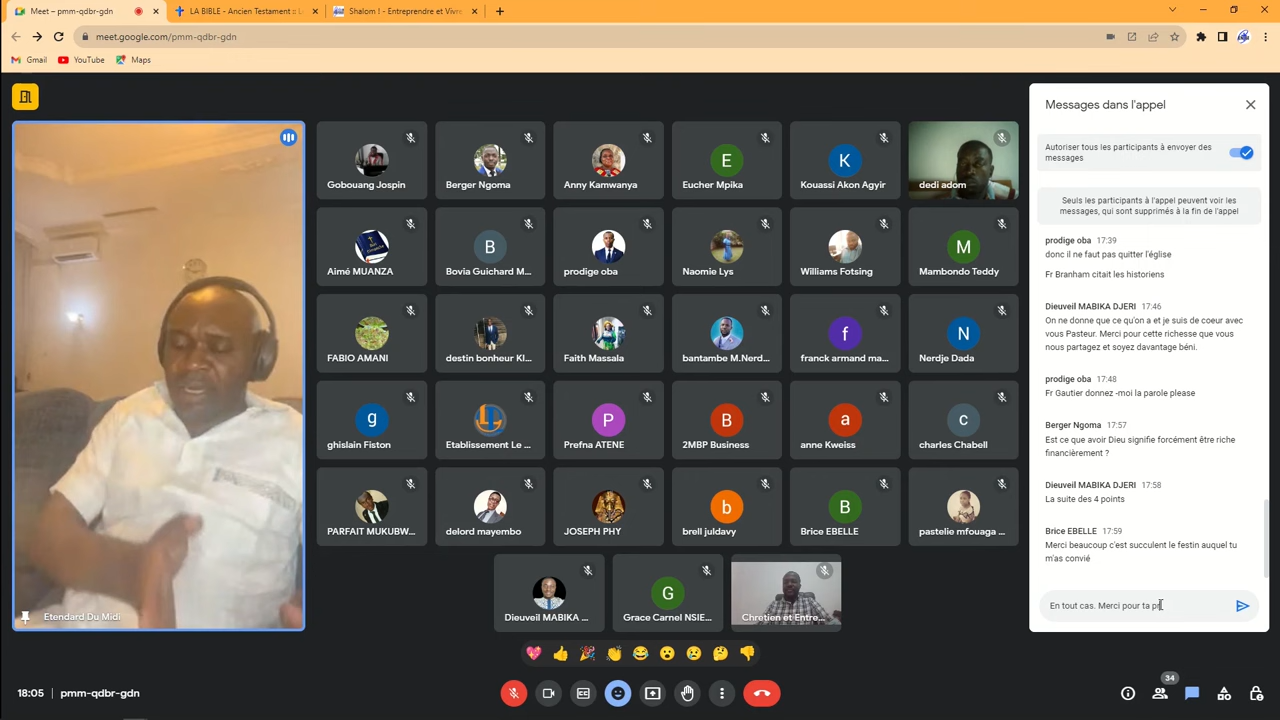 Meet – pmm-qdbr-gdn
LA BIBLE - Ancien Testament
Shalom ! - Entreprendre et Vivre
meet.google.com/pmm-qdbr-gdn
Gmail
YouTube
Maps
Etendard Du Midi
Gobouang Jospin
Berger Ngoma
Anny Kamwanya
E
Eucher Mpika
K
Kouassi Akon Agyir
dedi adom
Aimé MUANZA
B
Bovia Guichard M...
prodige oba
Naomie Lys
Williams Fotsing
M
Mambondo Teddy
FABIO AMANI
destin bonheur KI...
Faith Massala
bantambe M.Nerd...
f
franck armand ma...
N
Nerdje Dada
g
ghislain Fiston
Etablissement Le ...
P
Prefna ATENE
B
2MBP Business
a
anne Kweiss
c
charles Chabell
PARFAIT MUKUBW...
delord mayembo
JOSEPH PHY
b
brell juldavy
B
Brice EBELLE
pastelie mfouaga ...
Dieuveil MABIKA ...
G
Grace Carnel NSIE...
Chretien et Entre...
Messages dans l'appel
Autoriser tous les participants à envoyer des
messages
Seuls les participants à l'appel peuvent voir les
messages, qui sont supprimés à la fin de l'appel
prodige oba 17:39
donc il ne faut pas quitter l'église
Fr Branham citait les historiens
Dieuveil MABIKA DJERI 17:46
On ne donne que ce qu'on a et je suis de coeur avec
vous Pasteur. Merci pour cette richesse que vous
nous partagez et soyez davantage béni.
prodige oba 17:48
Fr Gautier donnez -moi la parole please
Berger Ngoma 17:57
Est ce que avoir Dieu signifie forcément être riche
financièrement ?
Dieuveil MABIKA DJERI 17:58
La suite des 4 points
Brice EBELLE 17:59
Merci beaucoup c'est succulent le festin auquel tu
m'as convié
En tout cas. Merci pour ta pr
18:05 | pmm-qdbr-gdn
34